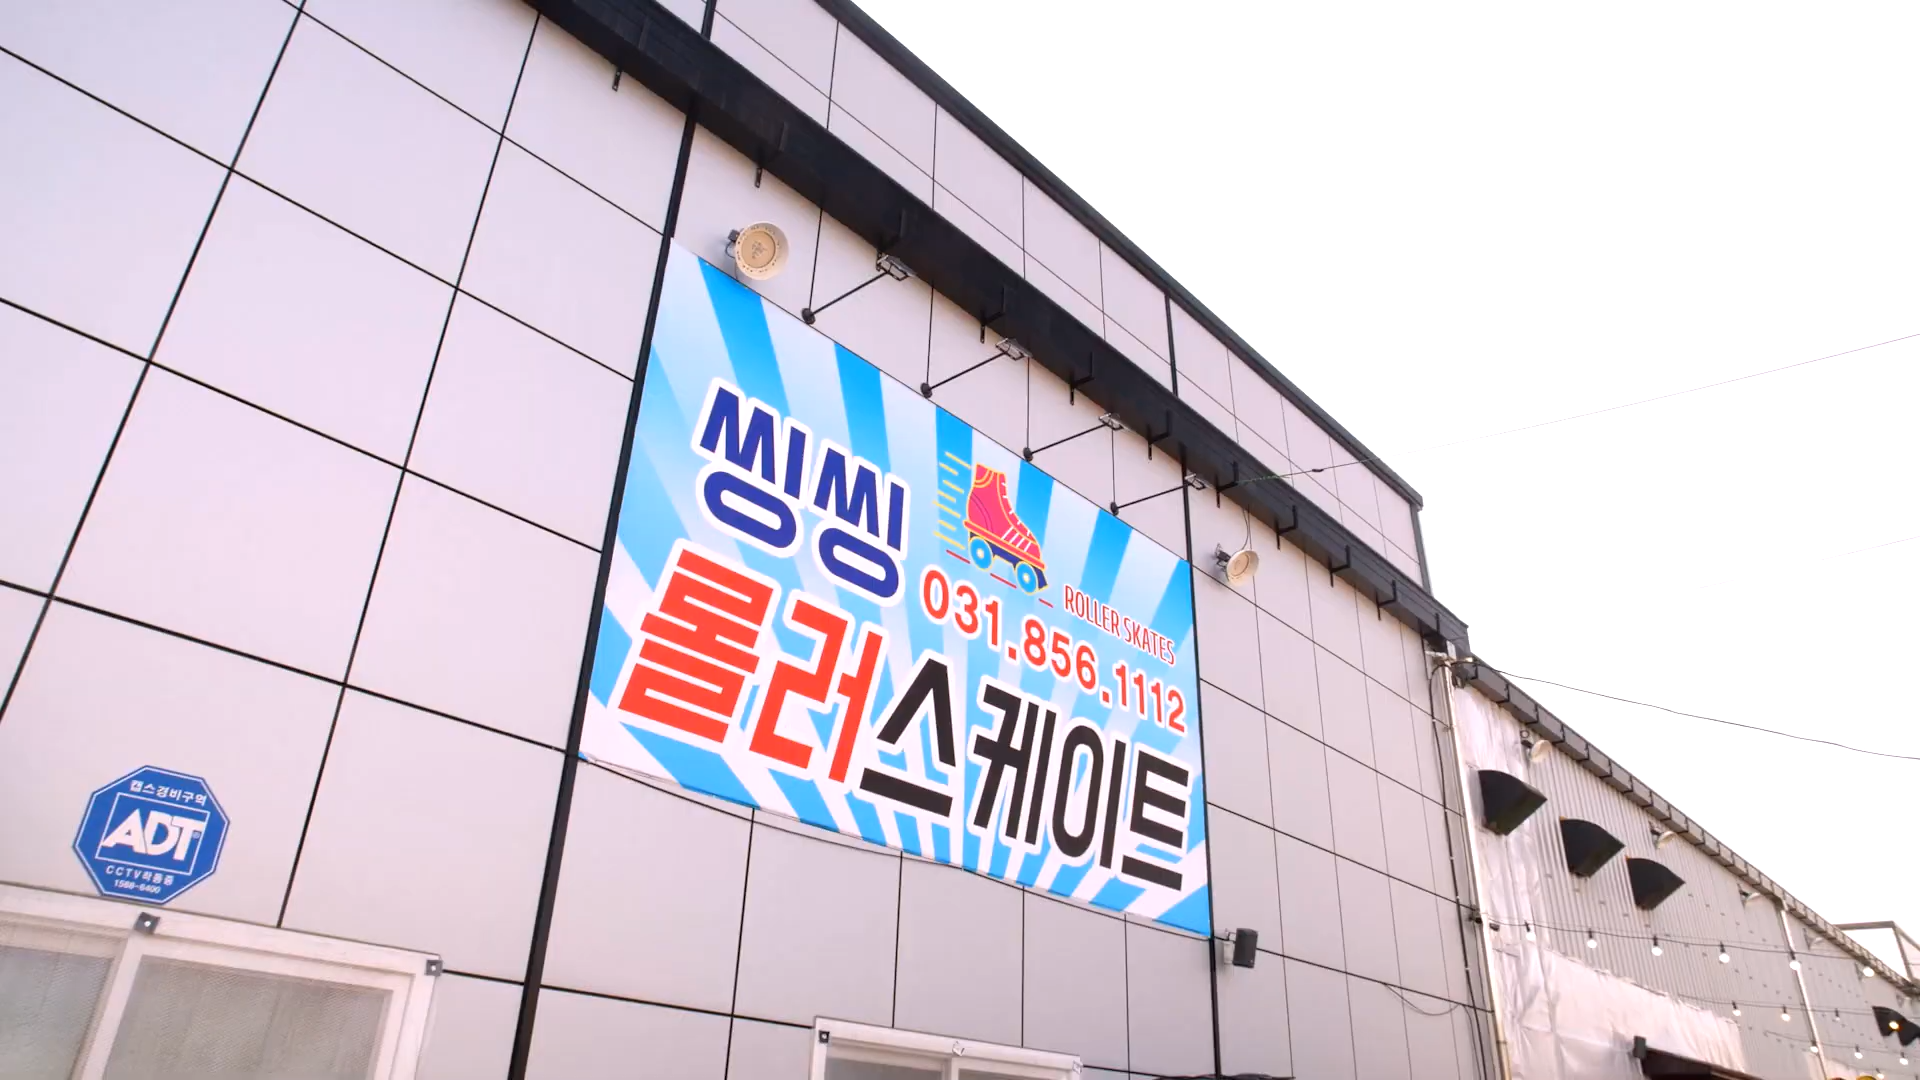 씽씽
ROLLER SKATES
031.856.1112
롤러스케이트
캡스경비구역
ADT
CCTV작동중
1588-6400